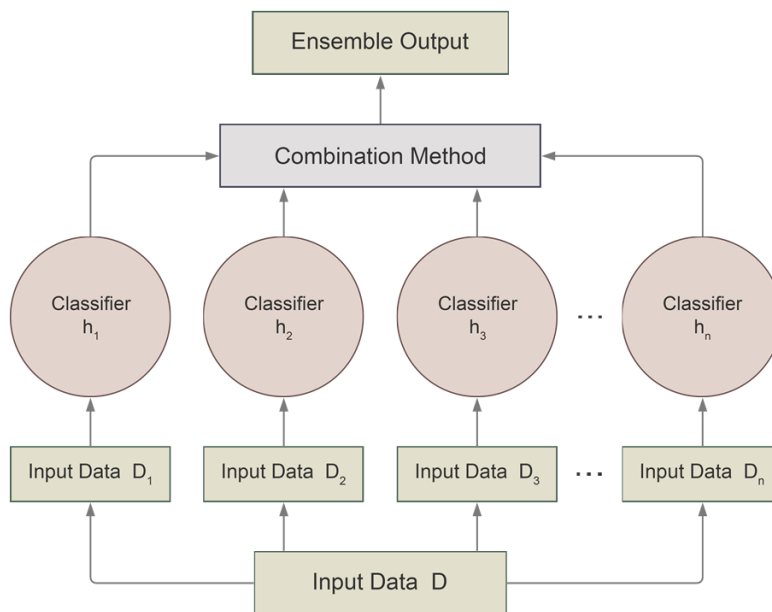 Ensemble Output
Combination Method
Classifier
h₁
Classifier
h₂
Classifier
h₃
...
Classifier
hₙ
Input Data D₁
Input Data D₂
Input Data D₃
...
Input Data Dₙ
Input Data D